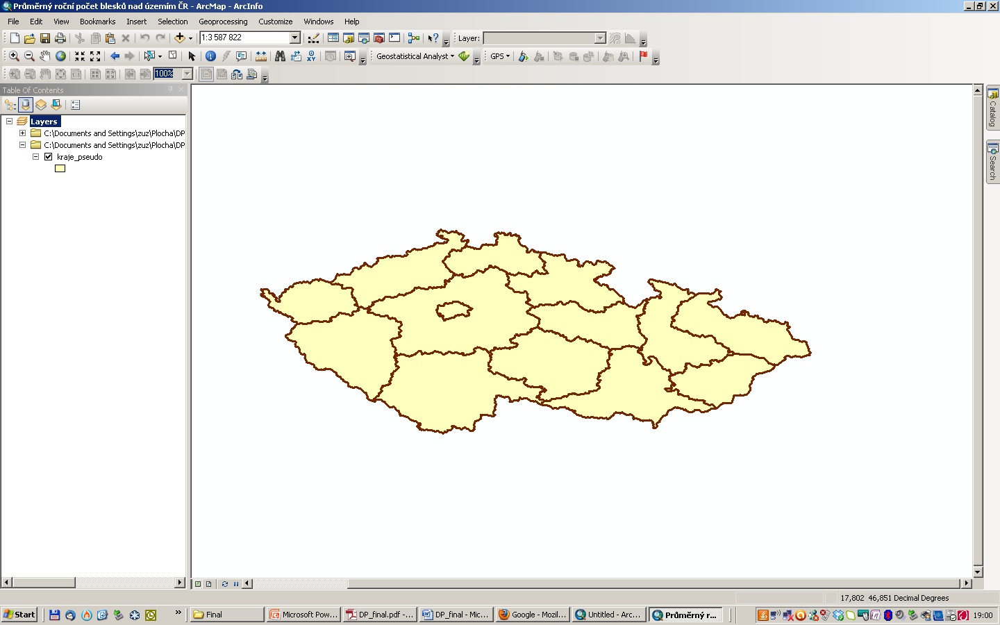 Průměrný roční počet blesků nad územím ČR - ArcMap - ArcInfo
File Edit View Bookmarks Insert Selection Geoprocessing Customize Windows Help
1:3 587 822
Layer:
Geostatistical Analyst
GPS
100%
Table Of Contents
Layers
C:\Documents and Settings\zuz\Plocha\DP
C:\Documents and Settings\zuz\Plocha\DP
kraje_pseudo
Catalog
Search
17,802 46,851 Decimal Degrees
Start
Final
Microsoft Pow...
DP_final.pdf -...
DP_final - Mic...
Google - Mozil...
Untitled - Arc...
Průměrný r...
19:00